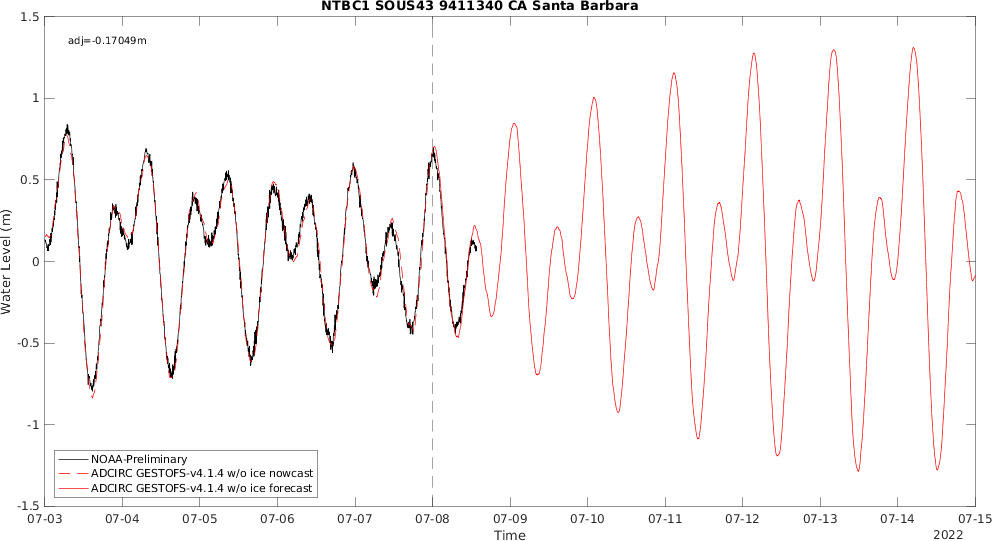 NTBC1 SOUS43 9411340 CA Santa Barbara
adj=-0.17049m
1.5
1
0.5
0
-0.5
-1
-1.5
Water Level (m)
NOAA-Preliminary
ADCIRC GESTOFS-v4.1.4 w/o ice nowcast
ADCIRC GESTOFS-v4.1.4 w/o ice forecast
07-03 07-04 07-05 07-06 07-07 07-08 07-09 07-10 07-11 07-12 07-13 07-14 07-15
Time
2022